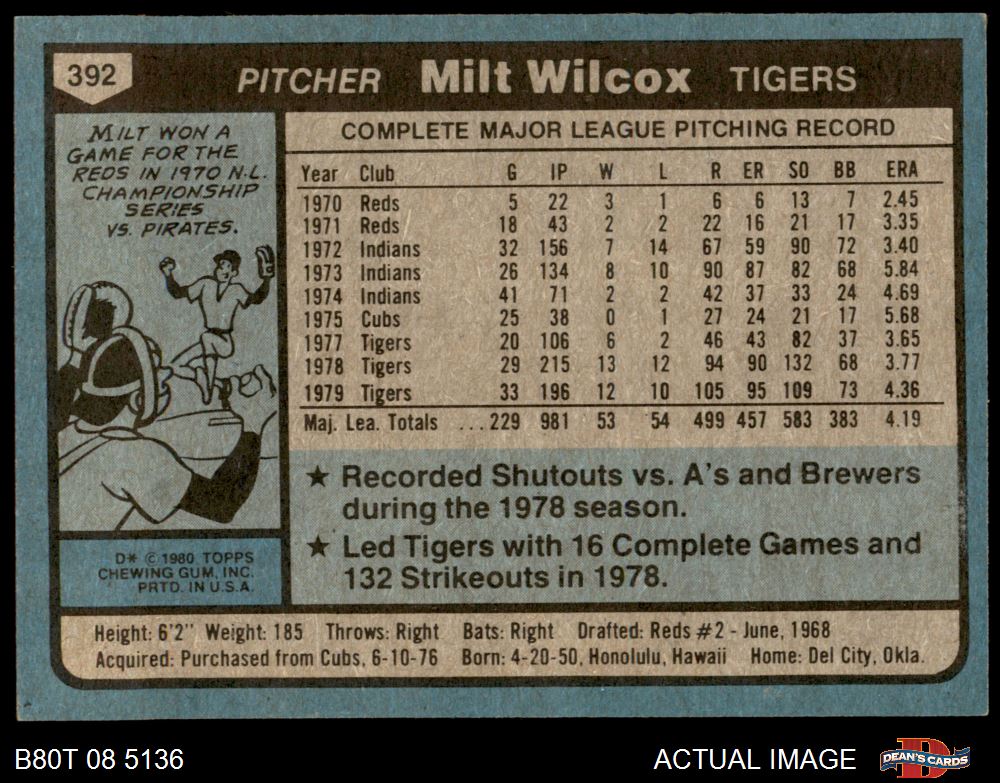 392 PITCHER Milt Wilcox TIGERS
MILT WON A
GAME FOR THE
REDS IN 1970 N.L.
CHAMPIONSHIP
SERIES
VS. PIRATES.
COMPLETE MAJOR LEAGUE PITCHING RECORD
Year Club G IP W L R ER SO BB ERA
1970 Reds 5 22 3 1 6 6 13 7 2.45
1971 Reds 18 43 2 2 22 16 21 17 3.35
1972 Indians 32 156 7 14 67 59 90 72 3.40
1973 Indians 26 134 8 10 90 87 82 68 5.84
1974 Indians 41 71 2 2 42 37 33 24 4.69
1975 Cubs 25 38 0 1 27 24 21 17 5.68
1977 Tigers 20 106 6 2 46 43 82 37 3.65
1978 Tigers 29 215 13 12 94 90 132 68 3.77
1979 Tigers 33 196 12 10 105 95 109 73 4.36
Maj. Lea. Totals ...229 981 53 54 499 457 583 383 4.19
★ Recorded Shutouts vs. A's and Brewers
during the 1978 season.
★ Led Tigers with 16 Complete Games and
132 Strikeouts in 1978.
D* © 1980 TOPPS
CHEWING GUM, INC.
PRTD. IN U.S.A.
Height: 6'2" Weight: 185 Throws: Right Bats: Right Drafted: Reds #2 - June, 1968
Acquired: Purchased from Cubs, 6-10-76 Born: 4-20-50, Honolulu, Hawaii Home: Del City, Okla.
B80T 08 5136
ACTUAL IMAGE
DEAN'S CARDS